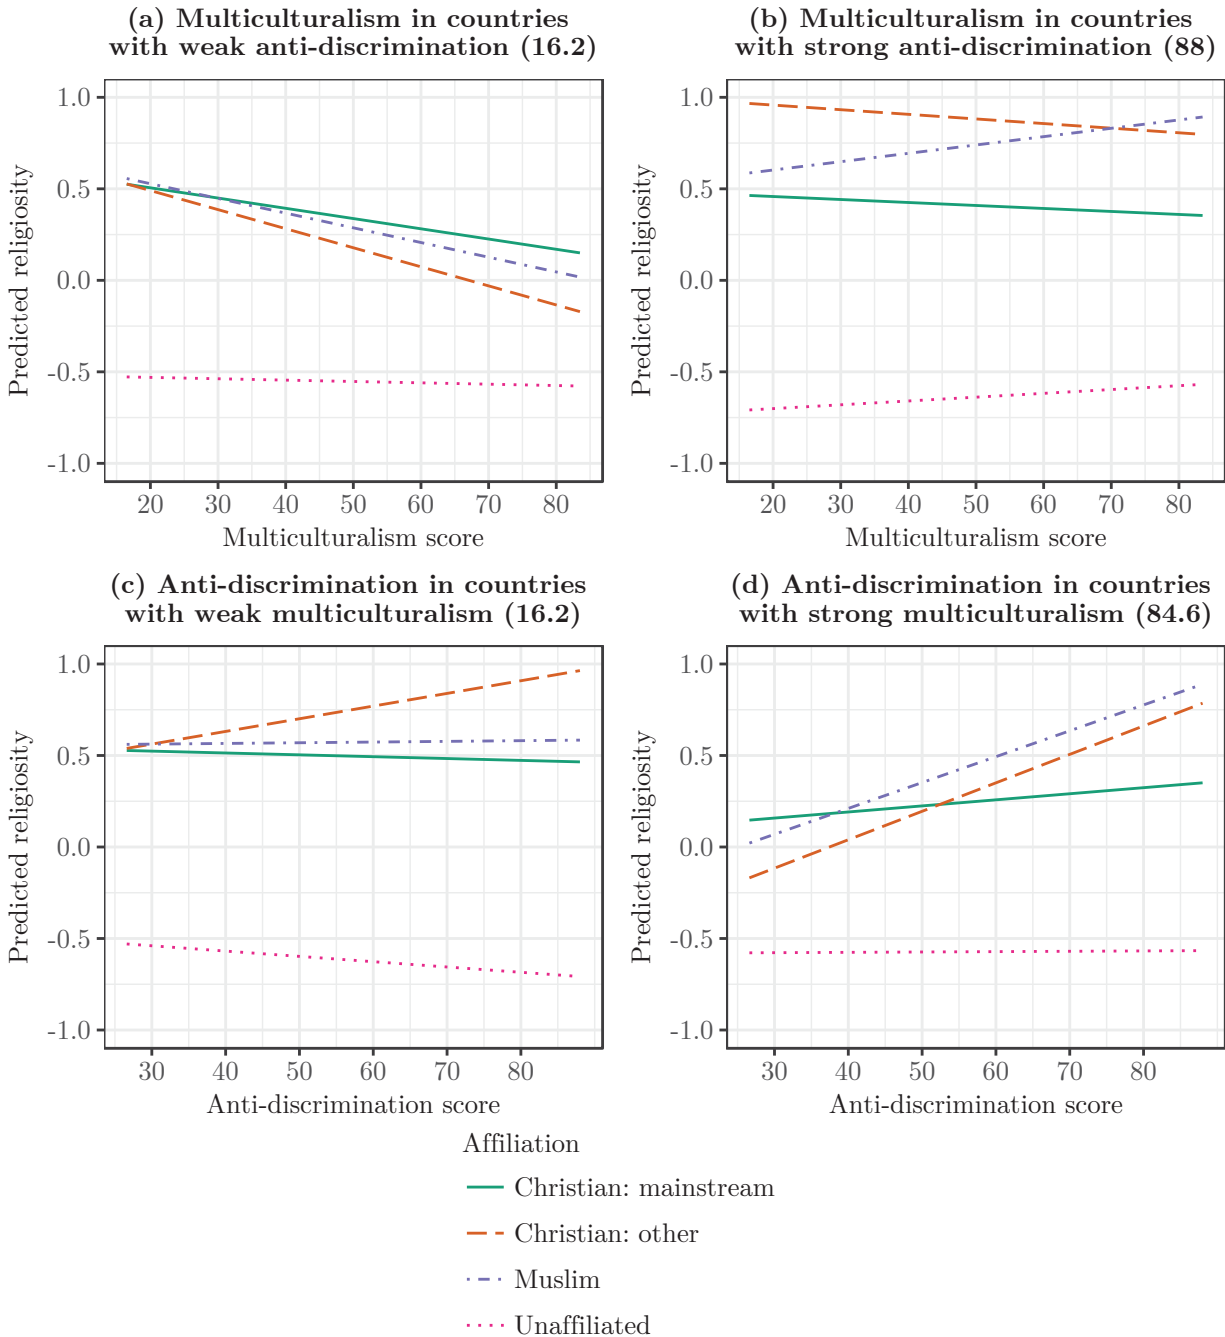 (a) Multiculturalism in countries
with weak anti-discrimination (16.2)
Predicted religiosity
1.0
0.5
0.0
-0.5
-1.0
20 30 40 50 60 70 80
Multiculturalism score
(b) Multiculturalism in countries
with strong anti-discrimination (88)
Predicted religiosity
1.0
0.5
0.0
-0.5
-1.0
20 30 40 50 60 70 80
Multiculturalism score
(c) Anti-discrimination in countries
with weak multiculturalism (16.2)
Predicted religiosity
1.0
0.5
0.0
-0.5
-1.0
30 40 50 60 70 80
Anti-discrimination score
(d) Anti-discrimination in countries
with strong multiculturalism (84.6)
Predicted religiosity
1.0
0.5
0.0
-0.5
-1.0
30 40 50 60 70 80
Anti-discrimination score
Affiliation
Christian: mainstream
Christian: other
Muslim
Unaffiliated